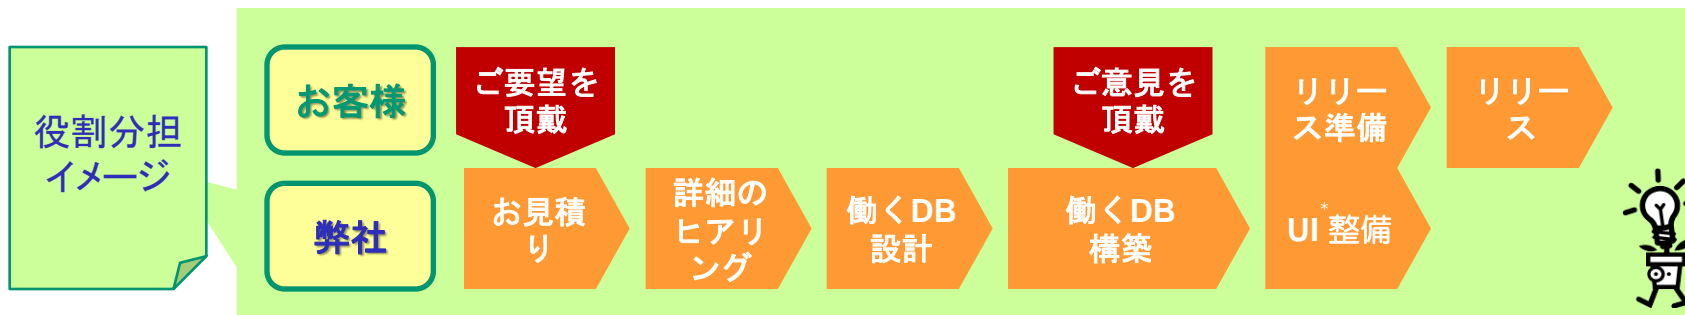 役割分担
イメージ
お客様
ご要望を
頂戴
ご意見を
頂戴
リリー
ス準備
リリー
ス
弊社
お見積
り
詳細の
ヒアリ
ング
働くDB
設計
働くDB
構築
UI*整備